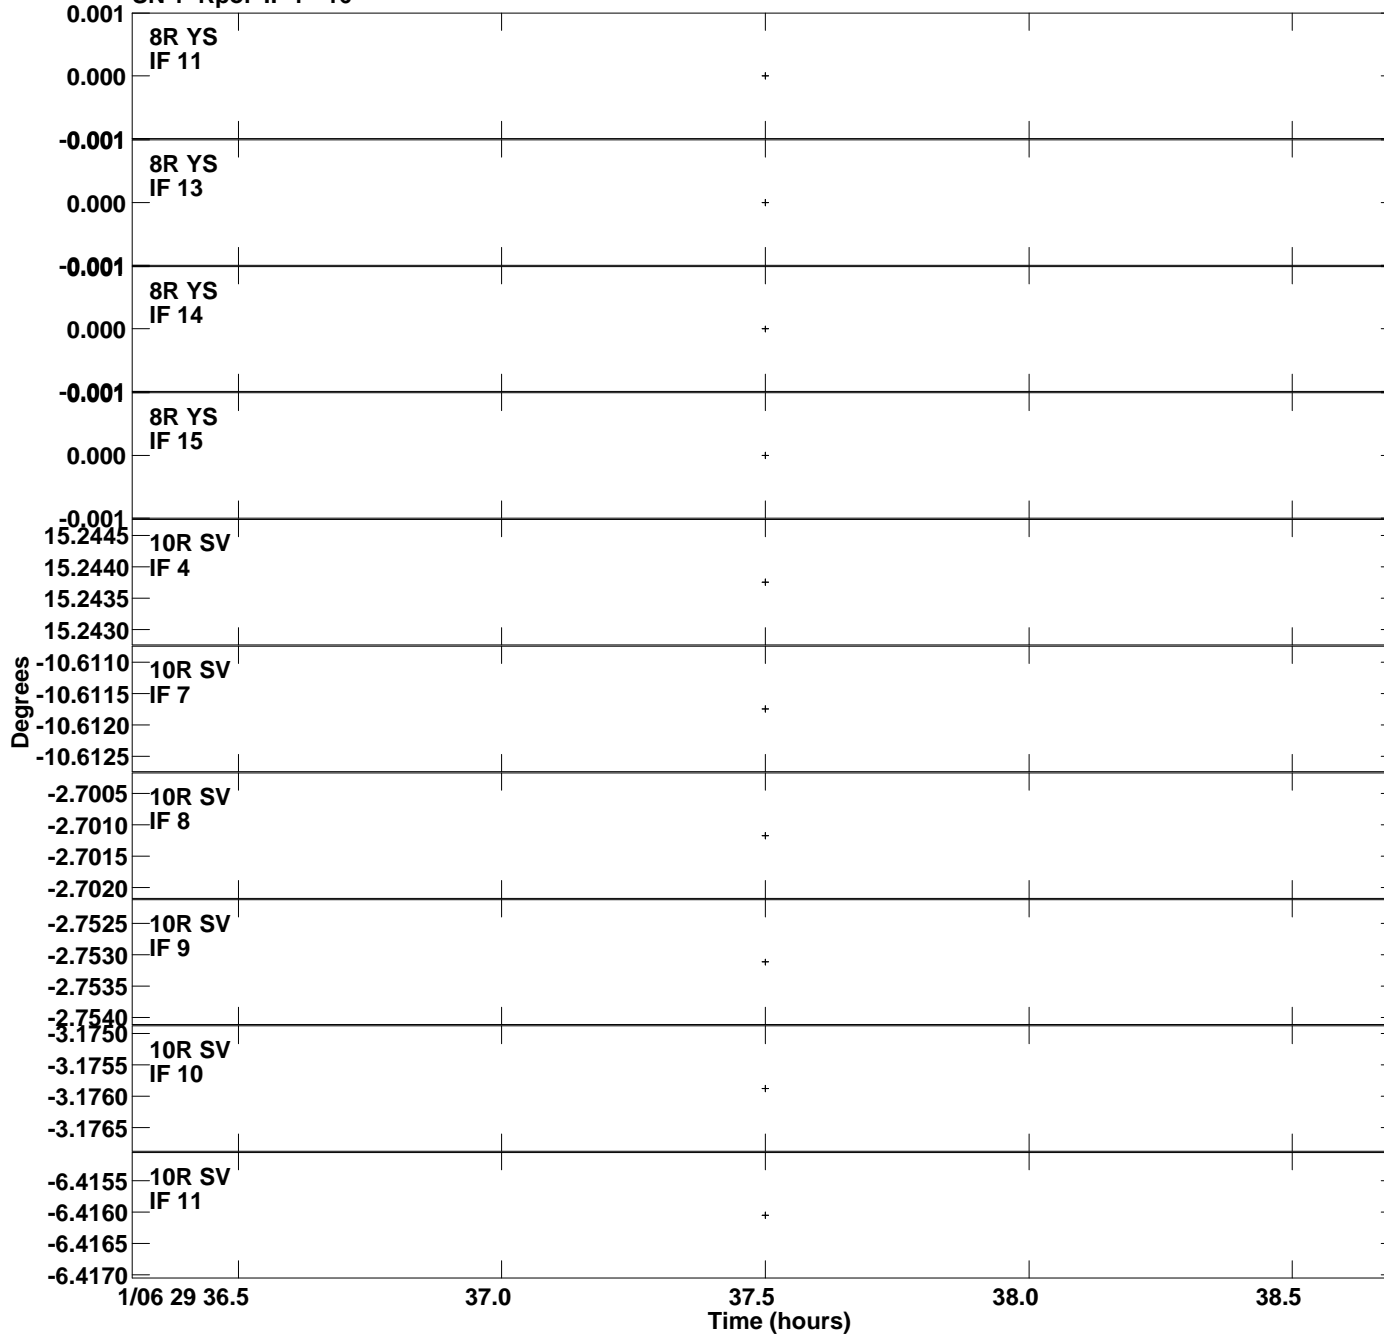 0.001
8R YS
IF 11
0.000
-0.001
8R YS
IF 13
0.000
-0.001
8R YS
IF 14
0.000
-0.001
8R YS
IF 15
0.000
-0.001
15.2445
10R SV
IF 4
15.2440
15.2435
15.2430
Degrees
-10.6110
10R SV
IF 7
-10.6115
-10.6120
-10.6125
-2.7005
10R SV
IF 8
-2.7010
-2.7015
-2.7020
-2.7525
10R SV
IF 9
-2.7530
-2.7535
-2.7540
-3.1750
10R SV
IF 10
-3.1755
-3.1760
-3.1765
10R SV
IF 11
-6.4155
-6.4160
-6.4165
-6.4170
1/06 29 36.5 37.0 37.5 38.0 38.5
Time (hours)